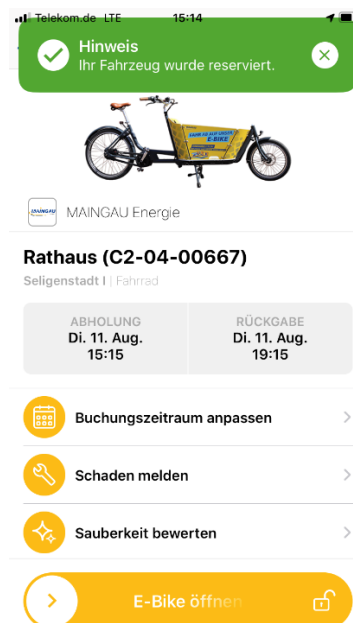 Telekom.de LTE 15:14
Hinweis
Ihr Fahrzeug wurde reserviert.
E-BIKE
MAINGAU MAINGAU Energie
Rathaus (C2-04-00667)
Seligenstadt I | Fahrrad
ABHOLUNG RÜCKGABE
Di. 11. Aug. Di. 11. Aug.
15:15 19:15
Buchungszeitraum anpassen
Schaden melden
Sauberkeit bewerten
E-Bike öffnen